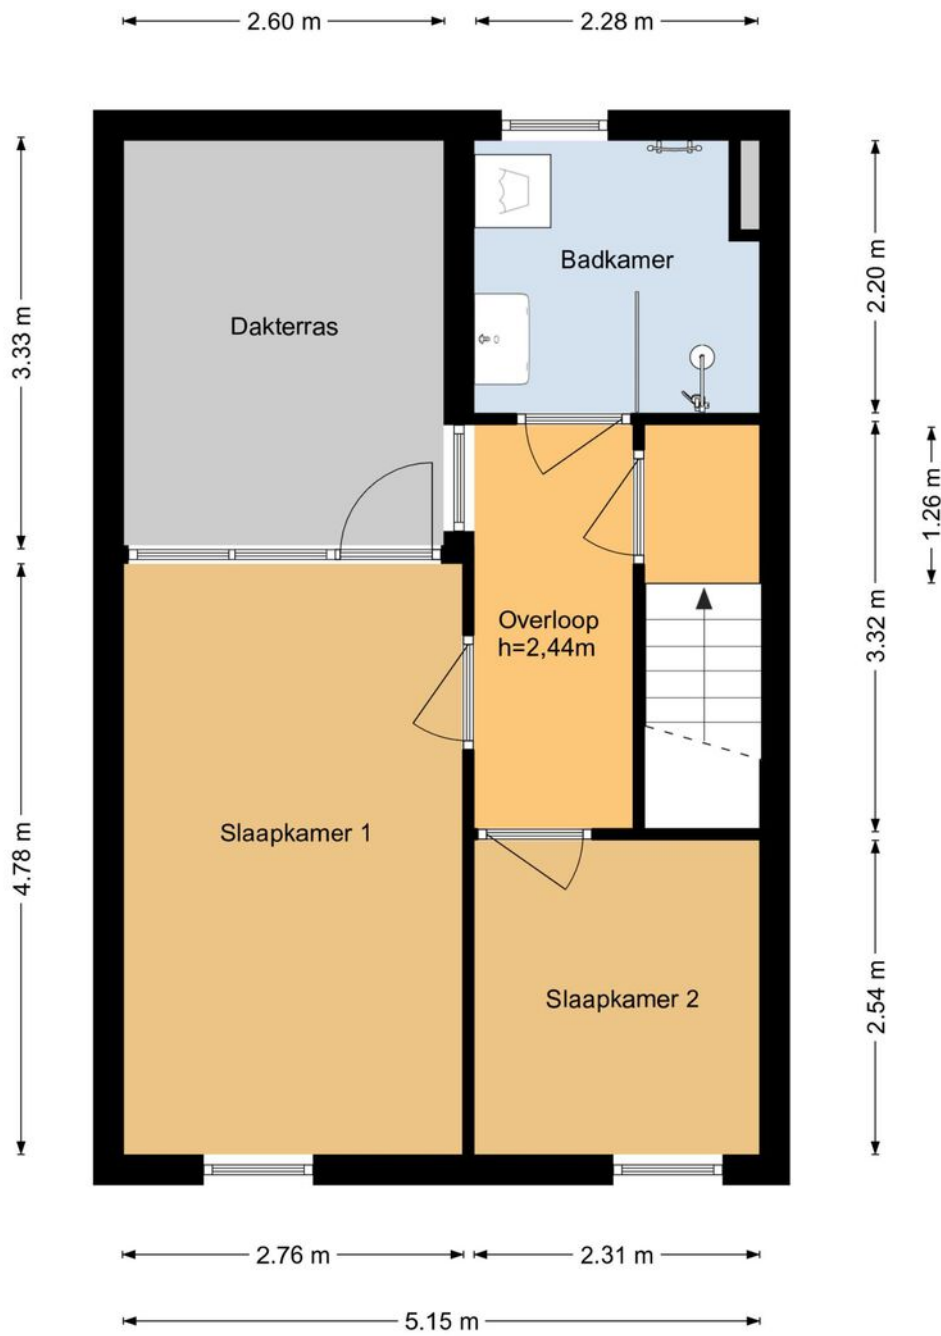 2.60 m
2.28 m
3.33 m
Dakterras
Badkamer
2.20 m
1.26 m
Overloop
h=2,44m
3.32 m
4.78 m
Slaapkamer 1
Slaapkamer 2
2.54 m
2.76 m
2.31 m
5.15 m